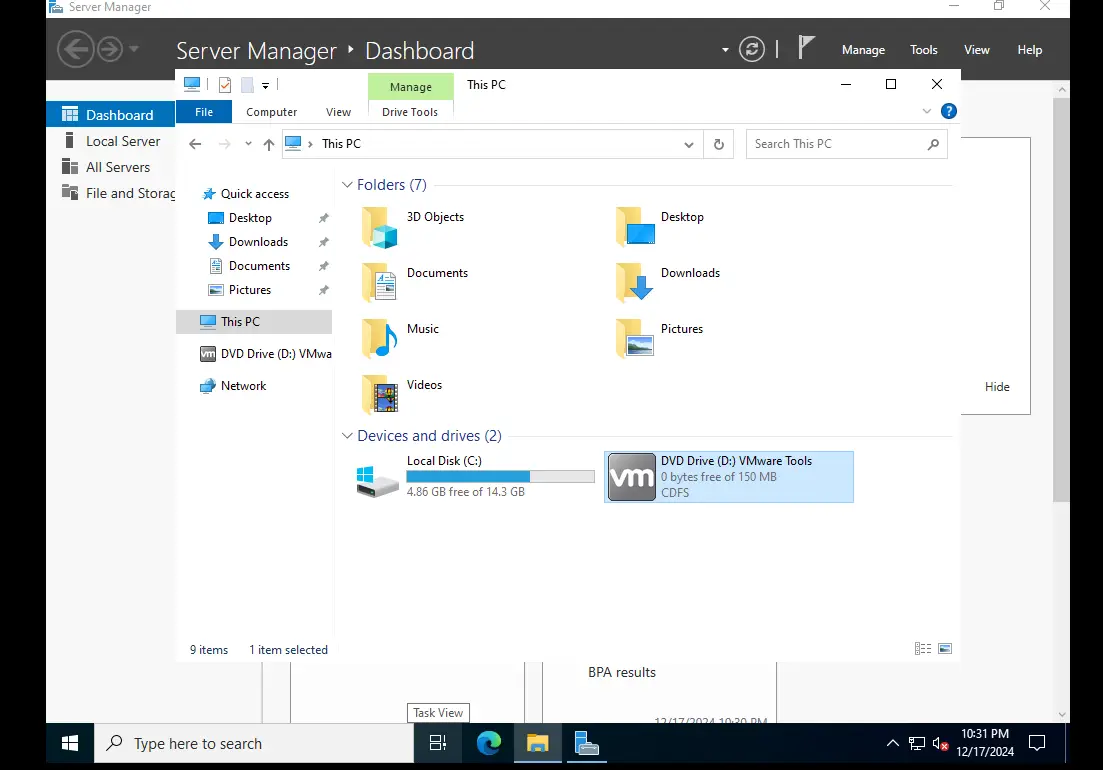 Server Manager
Server Manager ‣ Dashboard
Manage Tools View Help
Manage This PC
File Computer View Drive Tools
This PC
Search This PC
Dashboard
Local Server
All Servers
File and Storag
Quick access
Desktop
Downloads
Documents
Pictures
This PC
DVD Drive (D:) VMwa
Network
Folders (7)
3D Objects
Desktop
Documents
Downloads
Music
Pictures
Videos
Hide
Devices and drives (2)
Local Disk (C:)
4.86 GB free of 14.3 GB
vm
DVD Drive (D:) VMware Tools
0 bytes free of 150 MB
CDFS
9 items 1 item selected
BPA results
12/17/2024 10:30 PM
Task View
Type here to search
10:31 PM
12/17/2024